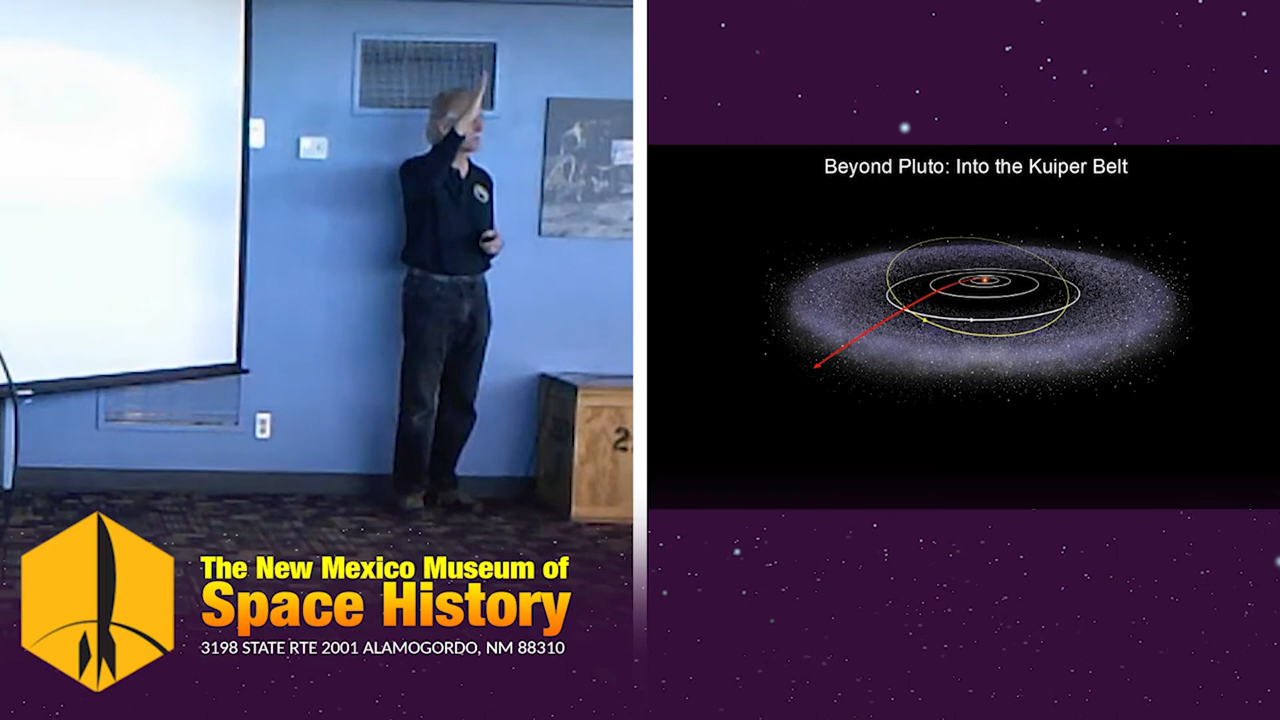 Beyond Pluto: Into the Kuiper Belt
2
The New Mexico Museum of
Space History
3198 STATE RTE 2001 ALAMOGORDO, NM 88310